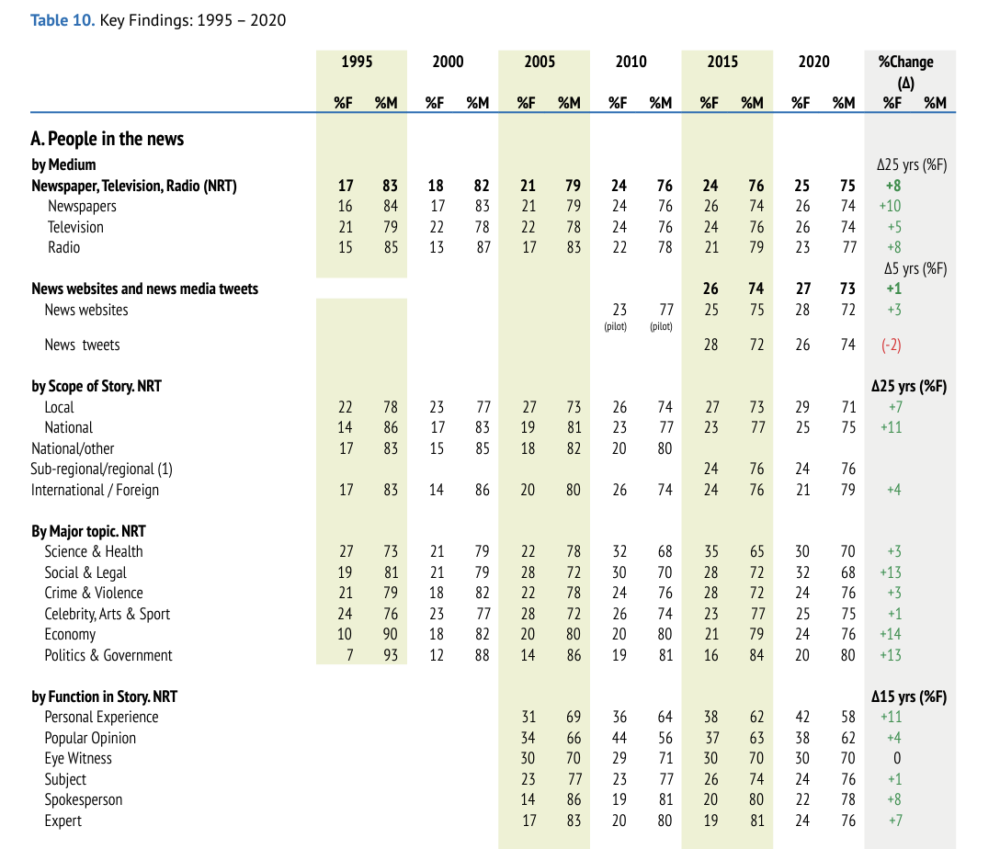 Table 10. Key Findings: 1995 – 2020
1995 2000 2005 2010 2015 2020 %Change
(Δ)
%F %M %F %M %F %M %F %M %F %M %F %M %F %M
A. People in the news
by Medium Δ25 yrs (%F)
Newspaper, Television, Radio (NRT) 17 83 18 82 21 79 24 76 24 76 25 75 +8
Newspapers 16 84 17 83 21 79 24 76 26 74 26 74 +10
Television 21 79 22 78 22 78 24 76 24 76 26 74 +5
Radio 15 85 13 87 17 83 22 78 21 79 23 77 +8
Δ5 yrs (%F)
News websites and news media tweets 26 74 27 73 +1
News websites 23 77 25 75 28 72 +3
(pilot) (pilot)
News tweets 28 72 26 74 (-2)
by Scope of Story. NRT Δ25 yrs (%F)
Local 22 78 23 77 27 73 26 74 27 73 29 71 +7
National 14 86 17 83 19 81 23 77 23 77 25 75 +11
National/other 17 83 15 85 18 82 20 80
Sub-regional/regional (1) 24 76 24 76
International / Foreign 17 83 14 86 20 80 26 74 24 76 21 79 +4
By Major topic. NRT
Science & Health 27 73 21 79 22 78 32 68 35 65 30 70 +3
Social & Legal 19 81 21 79 28 72 30 70 28 72 32 68 +13
Crime & Violence 21 79 18 82 22 78 24 76 28 72 24 76 +3
Celebrity, Arts & Sport 24 76 23 77 28 72 26 74 23 77 25 75 +1
Economy 10 90 18 82 20 80 20 80 21 79 24 76 +14
Politics & Government 7 93 12 88 14 86 19 81 16 84 20 80 +13
by Function in Story. NRT Δ15 yrs (%F)
Personal Experience 31 69 36 64 38 62 42 58 +11
Popular Opinion 34 66 44 56 37 63 38 62 +4
Eye Witness 30 70 29 71 30 70 30 70 0
Subject 23 77 23 77 26 74 24 76 +1
Spokesperson 14 86 19 81 20 80 22 78 +8
Expert 17 83 20 80 19 81 24 76 +7